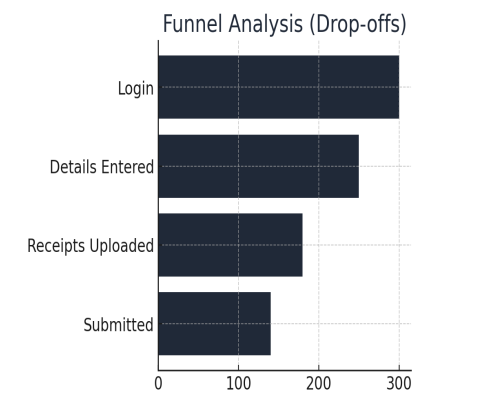 Funnel Analysis (Drop-offs)
Login
Details Entered
Receipts Uploaded
Submitted
0 100 200 300